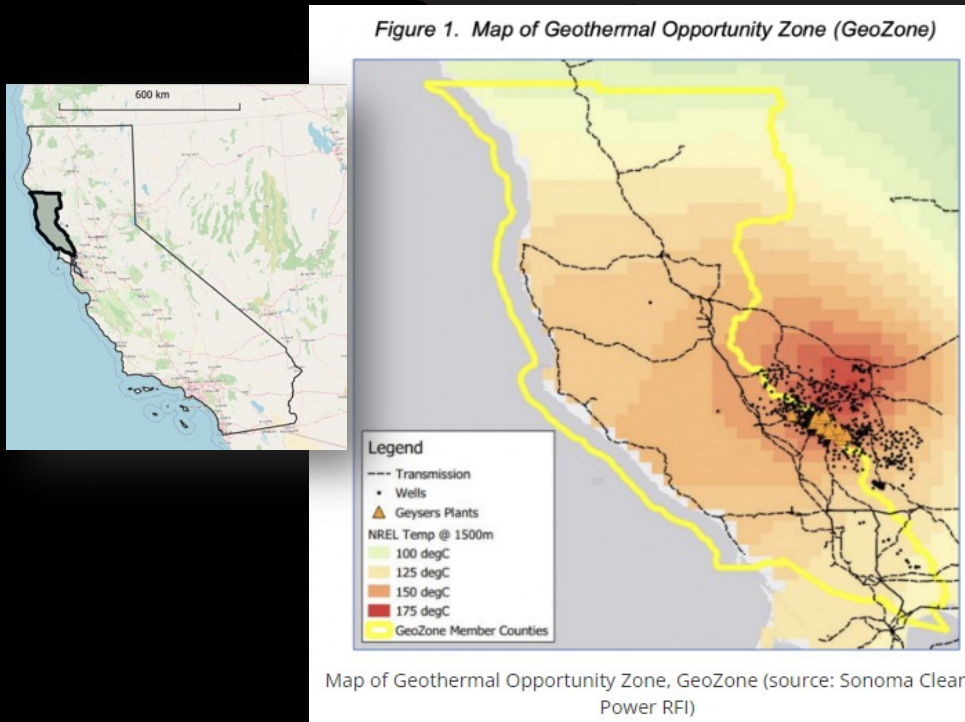 Figure 1.  Map of Geothermal Opportunity Zone (GeoZone)
600 km
Legend
Transmission
Wells
Geysers Plants
NREL Temp @ 1500m
100 degC
125 degC
150 degC
175 degC
GeoZone Member Counties
Map of Geothermal Opportunity Zone, GeoZone (source: Sonoma Clean
Power RFI)